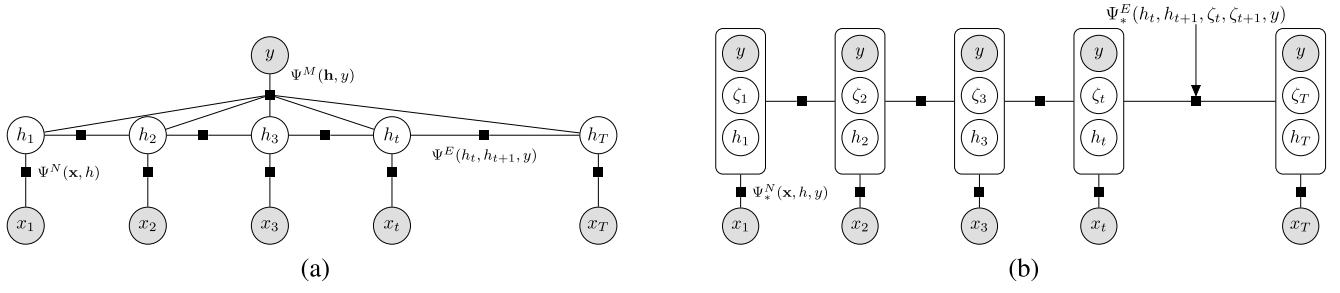 y
Ψ^M(h, y)
h_1 h_2 h_3 h_t h_T
Ψ^E(h_t, h_{t+1}, y)
Ψ^N(x, h)
x_1 x_2 x_3 x_t x_T
(a)
Ψ^E_*(h_t, h_{t+1}, ζ_t, ζ_{t+1}, y)
y y y y y
ζ_1 ζ_2 ζ_3 ζ_t ζ_T
h_1 h_2 h_3 h_t h_T
Ψ^N_*(x, h, y)
x_1 x_2 x_3 x_t x_T
(b)